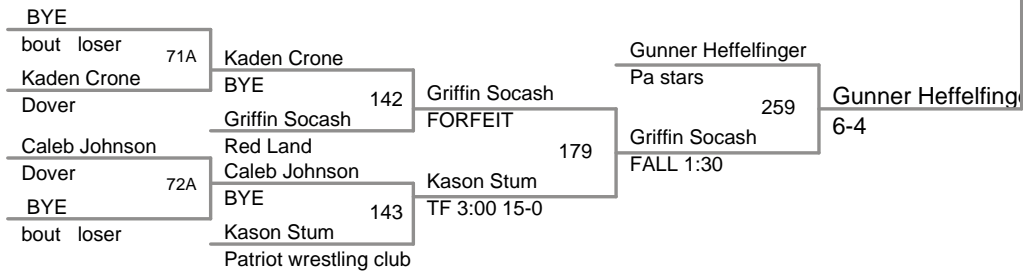 BYE
bout loser
71A
Kaden Crone
Dover
Caleb Johnson
Dover
72A
BYE
bout loser
Kaden Crone
BYE
142
Griffin Socash
Red Land
Caleb Johnson
BYE
143
Kason Stum
Patriot wrestling club
Griffin Socash
FORFEIT
179
Kason Stum
TF 3:00 15-0
Gunner Heffelfinger
Pa stars
259
Griffin Socash
FALL 1:30
Gunner Heffelfing
6-4